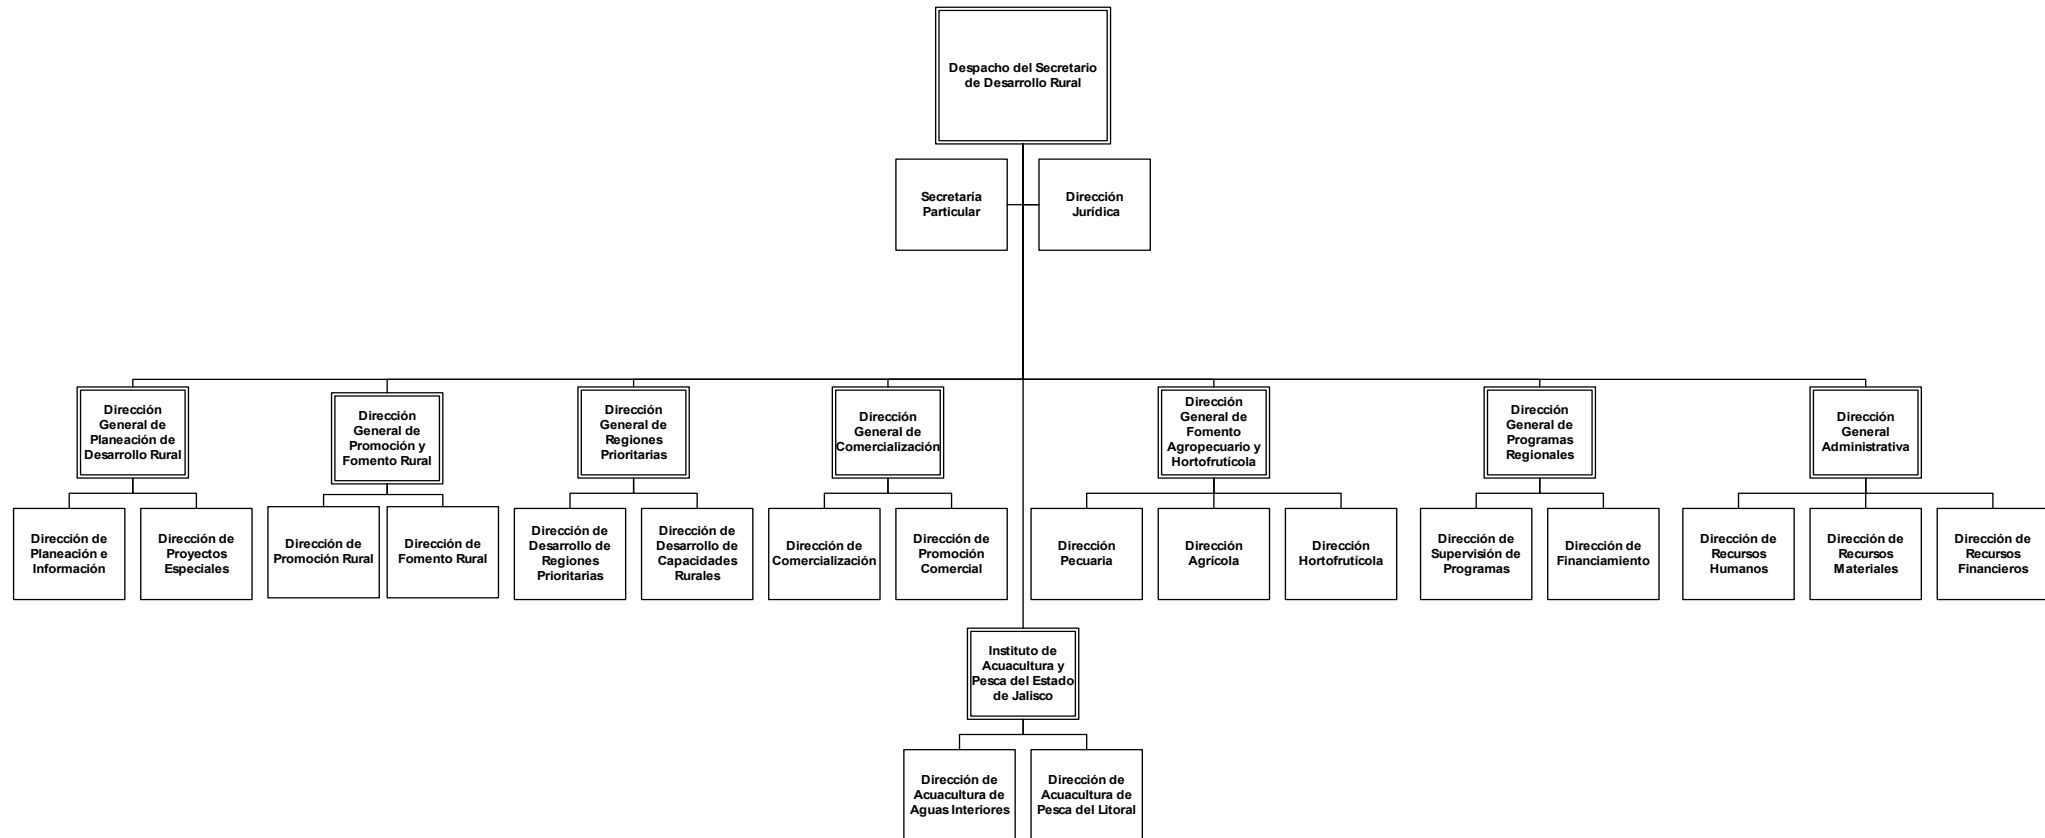 Despacho del Secretario
de Desarrollo Rural
Secretaría
Particular
Dirección
Jurídica
Dirección
General de
Planeación de
Desarrollo Rural
Dirección
General de
Promoción y
Fomento Rural
Dirección
General de
Regiones
Prioritarias
Dirección
General de
Comercialización
Dirección
General de
Fomento
Agropecuario y
Hortofrutícola
Dirección
General de
Programas
Regionales
Dirección
General
Administrativa
Dirección de
Planeación e
Información
Dirección de
Proyectos
Especiales
Dirección de
Promoción Rural
Dirección de
Fomento Rural
Dirección de
Desarrollo de
Regiones
Prioritarias
Dirección de
Desarrollo de
Capacidades
Rurales
Dirección de
Comercialización
Dirección de
Promoción
Comercial
Dirección
Pecuaria
Dirección
Agrícola
Dirección
Hortofrutícola
Dirección de
Supervisión de
Programas
Dirección de
Financiamiento
Dirección de
Recursos
Humanos
Dirección de
Recursos
Materiales
Dirección de
Recursos
Financieros
Instituto de
Acuacultura y
Pesca del Estado
de Jalisco
Dirección de
Acuacultura de
Aguas Interiores
Dirección de
Acuacultura de
Pesca del Litoral